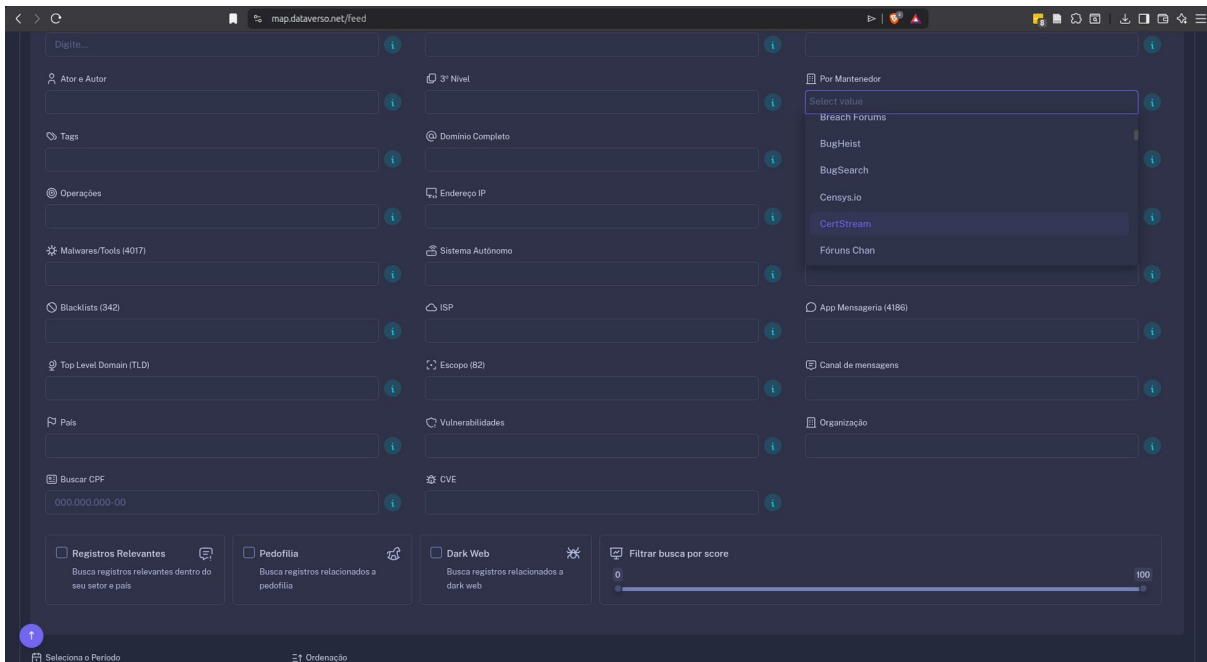 map.dataverso.net/feed
Digite...
Ator e Autor
3º Nível
Por Mantenedor
Select value
Breach Forums
BugHeist
BugSearch
Censys.io
CertStream
Fóruns Chan
Tags
Domínio Completo
Operações
Endereço IP
Malwares/Tools (4017)
Sistema Autônomo
Blacklists (342)
ISP
App Mensageria (4186)
Top Level Domain (TLD)
Escopo (82)
Canal de mensagens
País
Vulnerabilidades
Organização
Buscar CPF
CVE
000.000.000-00
Registros Relevantes
Busca registros relevantes dentro do
seu setor e país
Pedofilia
Busca registros relacionados a
pedofilia
Dark Web
Busca registros relacionados a
dark web
Filtrar busca por score
0
100
Seleciona o Período
Ordenação